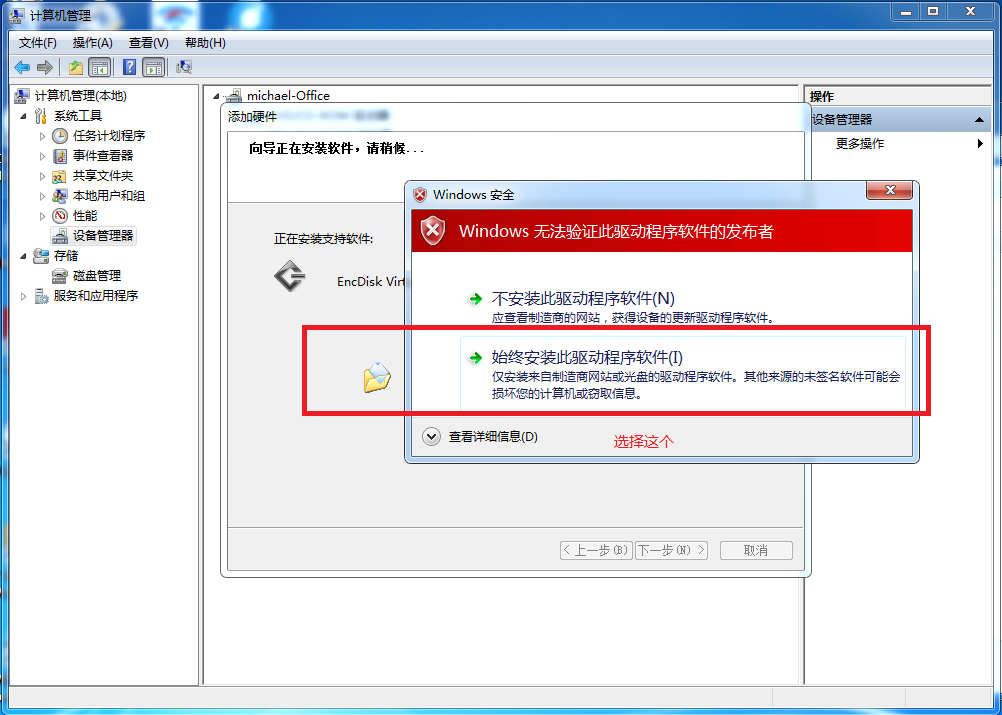 计算机管理
文件(F) 操作(A) 查看(V) 帮助(H)
计算机管理(本地)
系统工具
任务计划程序
事件查看器
共享文件夹
本地用户和组
性能
设备管理器
存储
磁盘管理
服务和应用程序
michael-Office
添加硬件
向导正在安装软件，请稍候...
正在安装支持软件:
EncDisk Virt
Windows 安全
Windows 无法验证此驱动程序软件的发布者
不安装此驱动程序软件(N)
应查看制造商的网站，获得设备的更新驱动程序软件。
始终安装此驱动程序软件(I)
仅安装来自制造商网站或光盘的驱动程序软件。其他来源的未签名软件可能会
损坏您的计算机或窃取信息。
查看详细信息(D)
选择这个
< 上一步(B) 下一步(N) > 取消
操作
设备管理器
更多操作